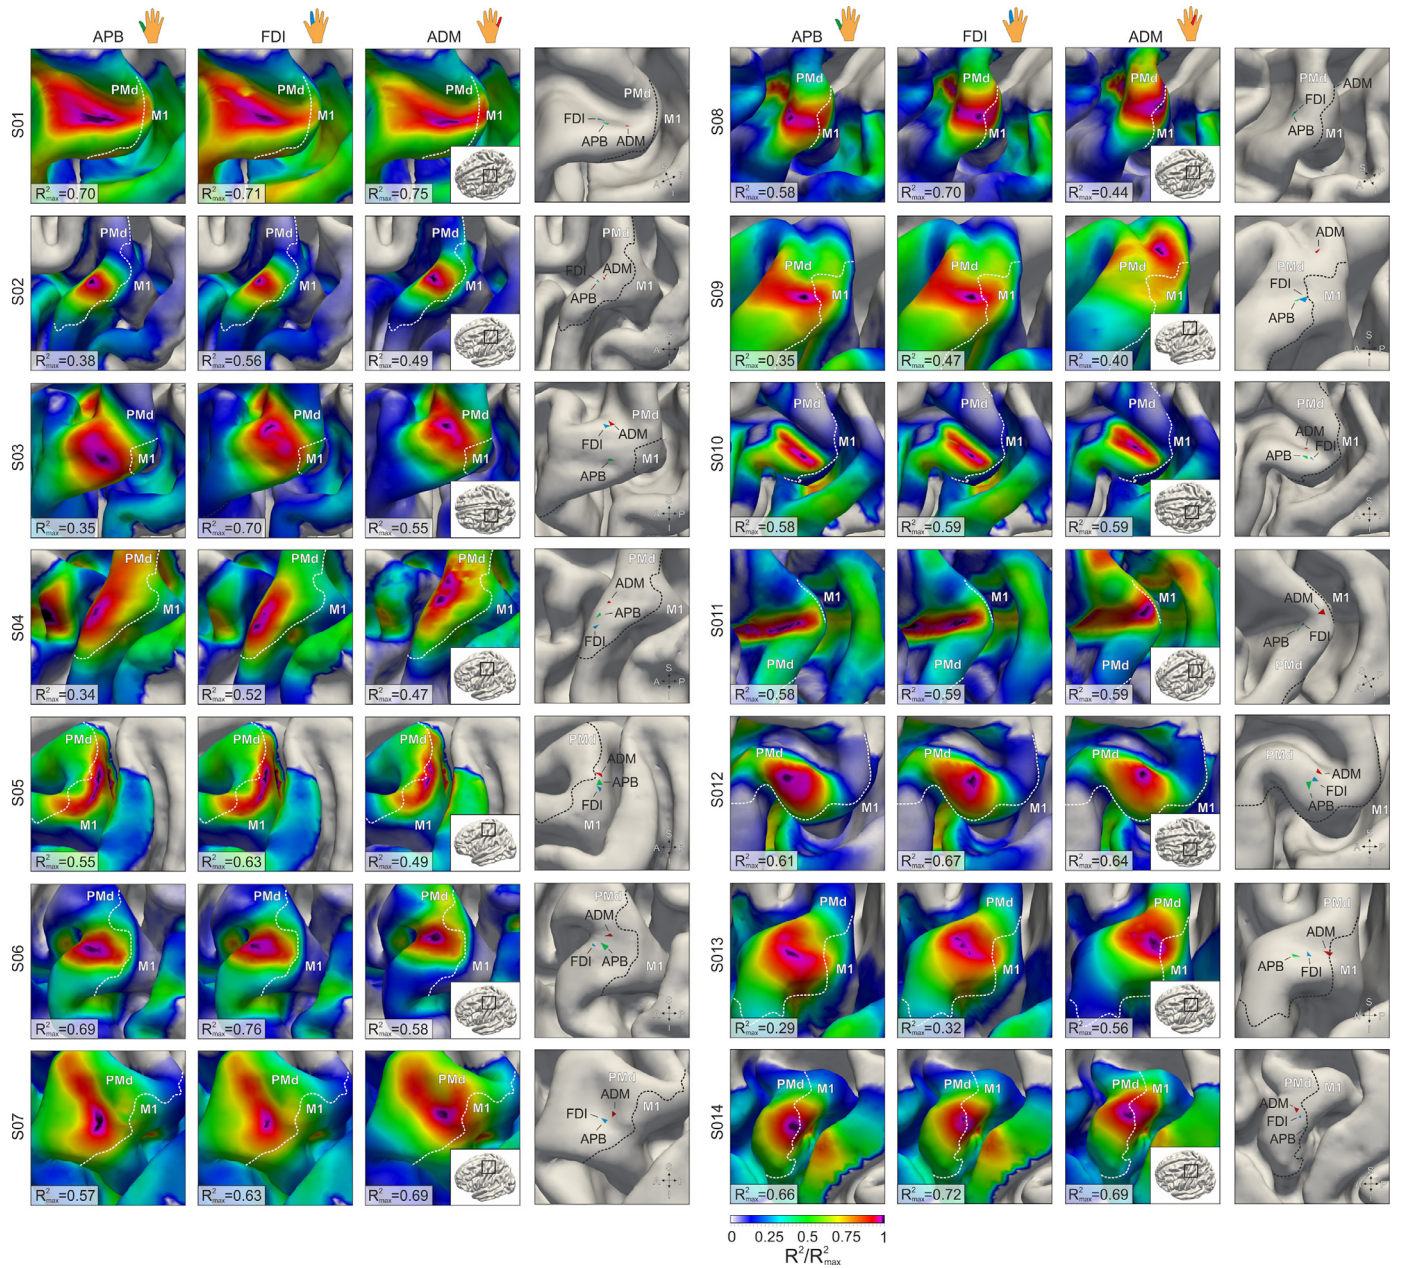 APB FDI ADM APB FDI ADM
S01 PMd M1 R²max=0.70 PMd M1 R²max=0.71 PMd M1 R²max=0.75 PMd M1 FDI APB ADM S A P I
S08 PMd M1 R²max=0.58 PMd M1 R²max=0.70 PMd M1 R²max=0.44 PMd ADM FDI APB M1 S A P I
S02 PMd M1 R²max=0.38 PMd M1 R²max=0.56 PMd M1 R²max=0.49 PMd FDI ADM APB M1 S A P I
S09 PMd M1 R²max=0.35 PMd M1 R²max=0.47 PMd M1 R²max=0.40 ADM PMd FDI M1 APB S A P I
S03 PMd M1 R²max=0.35 PMd M1 R²max=0.70 PMd M1 R²max=0.55 PMd FDI ADM M1 APB S A P I
S010 PMd M1 R²max=0.58 PMd M1 R²max=0.59 PMd M1 R²max=0.59 PMd ADM M1 FDI APB S A P I
S04 PMd M1 R²max=0.34 PMd M1 R²max=0.52 PMd M1 R²max=0.47 PMd ADM APB M1 FDI S A P I
S011 M1 PMd R²max=0.58 M1 PMd R²max=0.59 M1 PMd R²max=0.59 M1 ADM APB FDI PMd S A P I
S05 PMd M1 R²max=0.55 PMd M1 R²max=0.63 PMd M1 R²max=0.49 PMd ADM APB FDI M1 S A P I
S012 PMd M1 R²max=0.61 PMd M1 R²max=0.67 PMd M1 R²max=0.64 PMd ADM FDI APB M1 S A P I
S06 PMd M1 R²max=0.69 PMd M1 R²max=0.76 PMd M1 R²max=0.58 PMd ADM FDI APB M1 S A P I
S013 PMd M1 R²max=0.29 PMd M1 R²max=0.32 PMd M1 R²max=0.56 PMd ADM APB FDI M1 S A P I
S07 PMd M1 R²max=0.57 PMd M1 R²max=0.63 PMd M1 R²max=0.69 PMd ADM M1 FDI APB S A I
S014 PMd M1 R²max=0.66 PMd M1 R²max=0.72 PMd M1 R²max=0.69 PMd M1 ADM FDI APB S A P I
0 0.25 0.5 0.75 1
R²/R²max